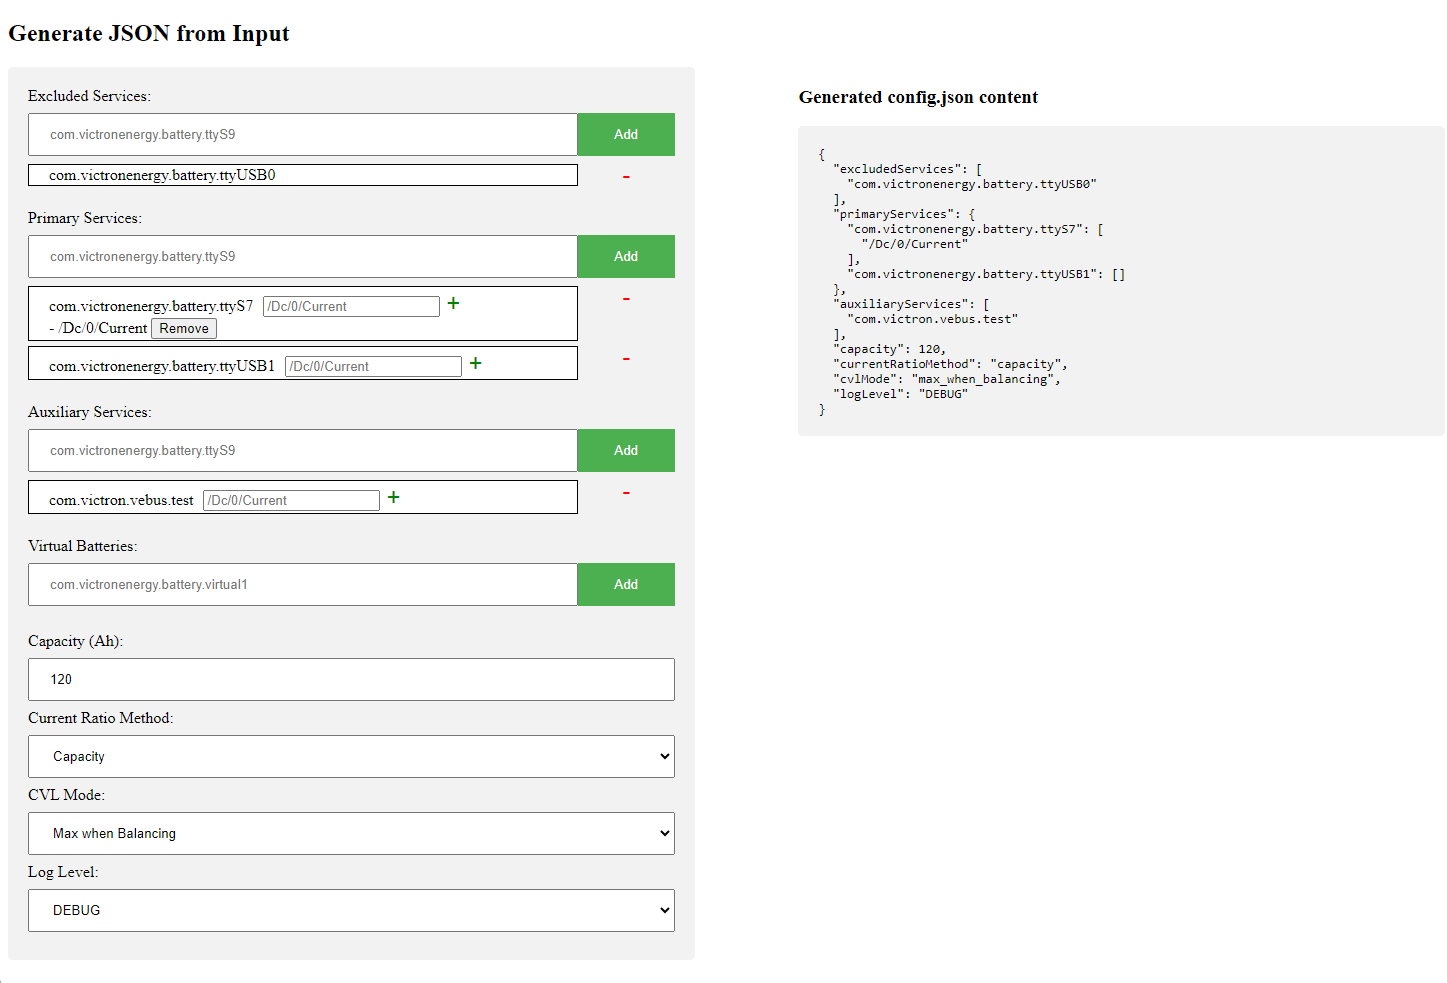 Generate JSON from Input
Excluded Services:
com.victronenergy.battery.ttyS9
Add
com.victronenergy.battery.ttyUSB0
-
Primary Services:
com.victronenergy.battery.ttyS9
Add
com.victronenergy.battery.ttyS7 /Dc/0/Current +
-
- /Dc/0/Current Remove
com.victronenergy.battery.ttyUSB1 /Dc/0/Current +
-
Auxiliary Services:
com.victronenergy.battery.ttyS9
Add
com.victron.vebus.test /Dc/0/Current +
-
Virtual Batteries:
com.victronenergy.battery.virtual1
Add
Capacity (Ah):
120
Current Ratio Method:
Capacity
CVL Mode:
Max when Balancing
Log Level:
DEBUG
Generated config.json content
{
  "excludedServices": [
    "com.victronenergy.battery.ttyUSB0"
  ],
  "primaryServices": {
    "com.victronenergy.battery.ttyS7": [
      "/Dc/0/Current"
    ],
    "com.victronenergy.battery.ttyUSB1": []
  },
  "auxiliaryServices": [
    "com.victron.vebus.test"
  ],
  "capacity": 120,
  "currentRatioMethod": "capacity",
  "cvlMode": "max_when_balancing",
  "logLevel": "DEBUG"
}